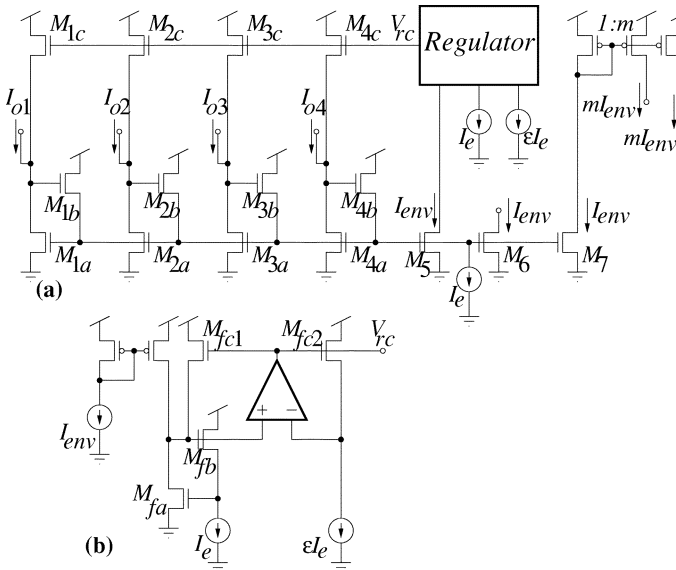 M1c M2c M3c M4c Vrc Regulator 1:m
Io1 Io2 Io3 Io4 Ie εIe mIenv mIenv
M1b M2b M3b M4b Ienv Ienv Ienv
M1a M2a M3a M4a M5 M6 M7
(a) Ie
Mfc1 Mfc2 Vrc
+ −
Ienv Mfb
Mfa
(b) Ie εIe